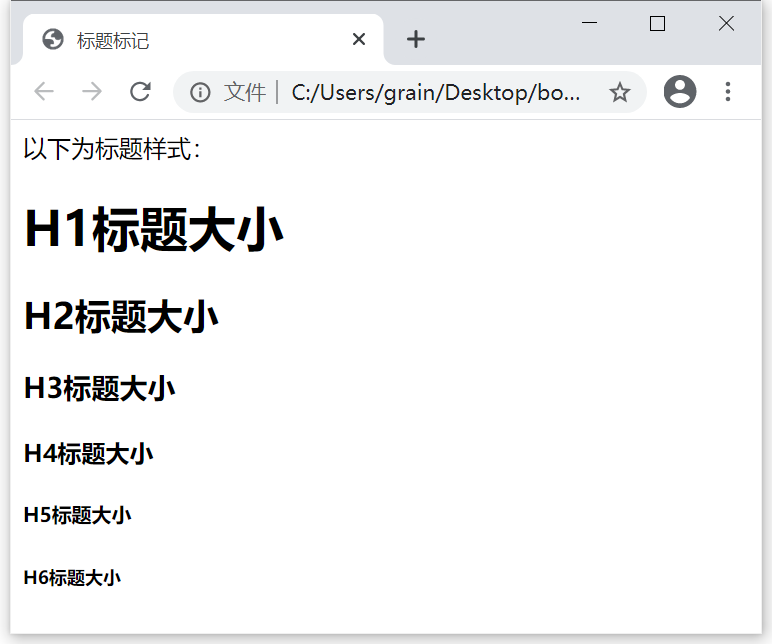 标题标记
文件 C:/Users/grain/Desktop/bo...
以下为标题样式：
H1标题大小
H2标题大小
H3标题大小
H4标题大小
H5标题大小
H6标题大小